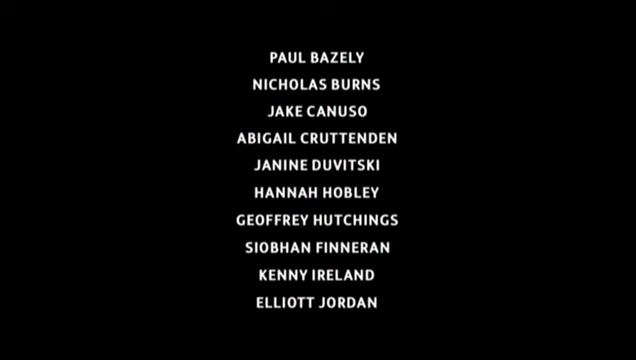 PAUL BAZELY
NICHOLAS BURNS
JAKE CANUSO
ABIGAIL CRUTTENDEN
JANINE DUVITSKI
HANNAH HOBLEY
GEOFFREY HUTCHINGS
SIOBHAN FINNERAN
KENNY IRELAND
ELLIOTT JORDAN